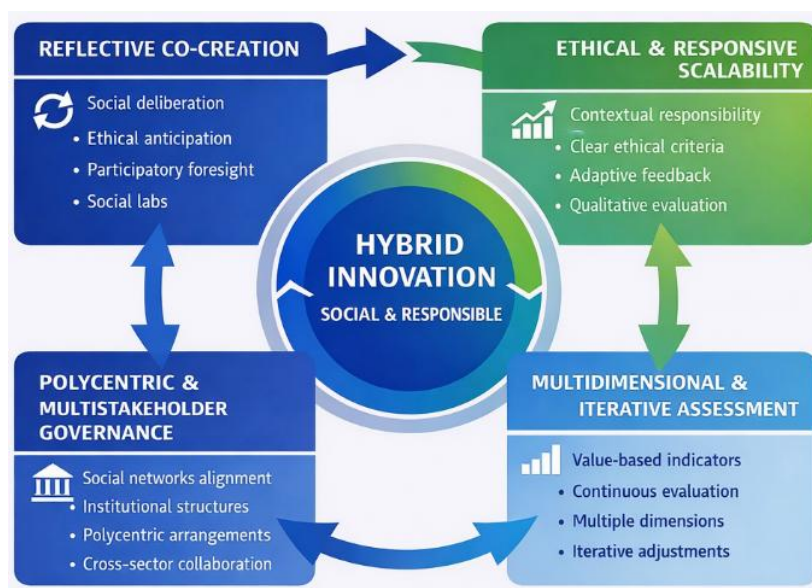 REFLECTIVE CO-CREATION
Social deliberation
• Ethical anticipation
• Participatory foresight
• Social labs
ETHICAL & RESPONSIVE
SCALABILITY
Contextual responsibility
• Clear ethical criteria
• Adaptive feedback
• Qualitative evaluation
HYBRID
INNOVATION
SOCIAL & RESPONSIBLE
POLYCENTRIC &
MULTISTAKEHOLDER
GOVERNANCE
Social networks alignment
• Institutional structures
• Polycentric arrangements
• Cross-sector collaboration
MULTIDIMENSIONAL &
ITERATIVE ASSESSMENT
Value-based indicators
• Continuous evaluation
• Multiple dimensions
• Iterative adjustments